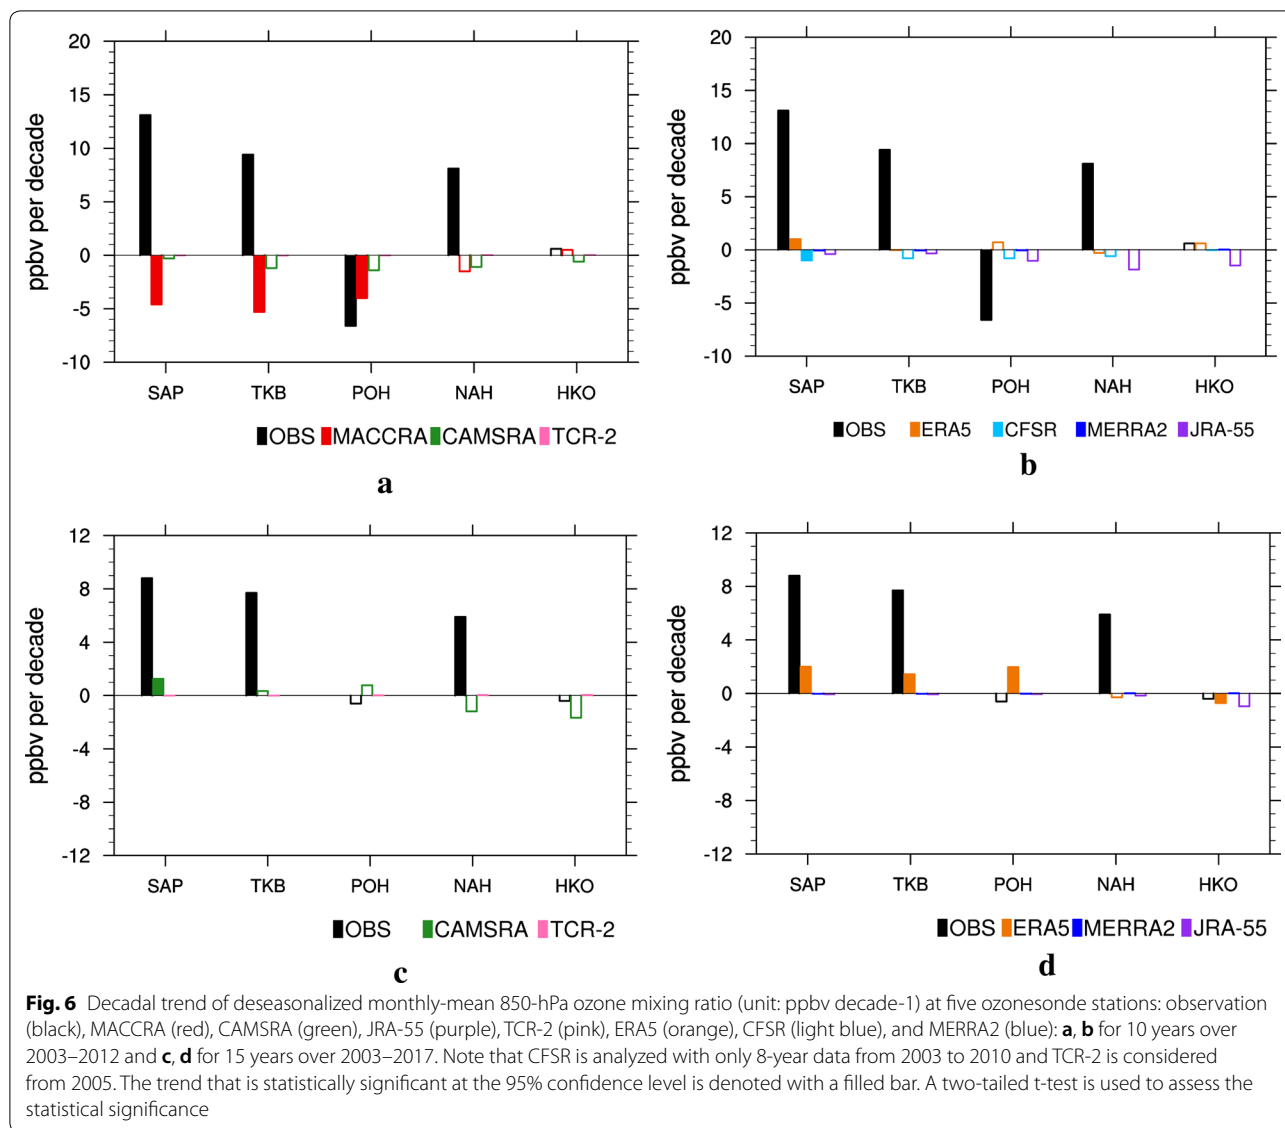 20
15
10
5
0
-5
-10
ppbv per decade
SAP TKB POH NAH HKO
OBS MACCRA CAMSRA TCR-2
a
20
15
10
5
0
-5
-10
ppbv per decade
SAP TKB POH NAH HKO
OBS ERA5 CFSR MERRA2 JRA-55
b
12
8
4
0
-4
-8
-12
ppbv per decade
SAP TKB POH NAH HKO
OBS CAMSRA TCR-2
c
12
8
4
0
-4
-8
-12
ppbv per decade
SAP TKB POH NAH HKO
OBS ERA5 MERRA2 JRA-55
d
Fig. 6 Decadal trend of deseasonalized monthly-mean 850-hPa ozone mixing ratio (unit: ppbv decade-1) at five ozonesonde stations: observation
(black), MACCRA (red), CAMSRA (green), JRA-55 (purple), TCR-2 (pink), ERA5 (orange), CFSR (light blue), and MERRA2 (blue): a, b for 10 years over
2003–2012 and c, d for 15 years over 2003–2017. Note that CFSR is analyzed with only 8-year data from 2003 to 2010 and TCR-2 is considered
from 2005. The trend that is statistically significant at the 95% confidence level is denoted with a filled bar. A two-tailed t-test is used to assess the
statistical significance